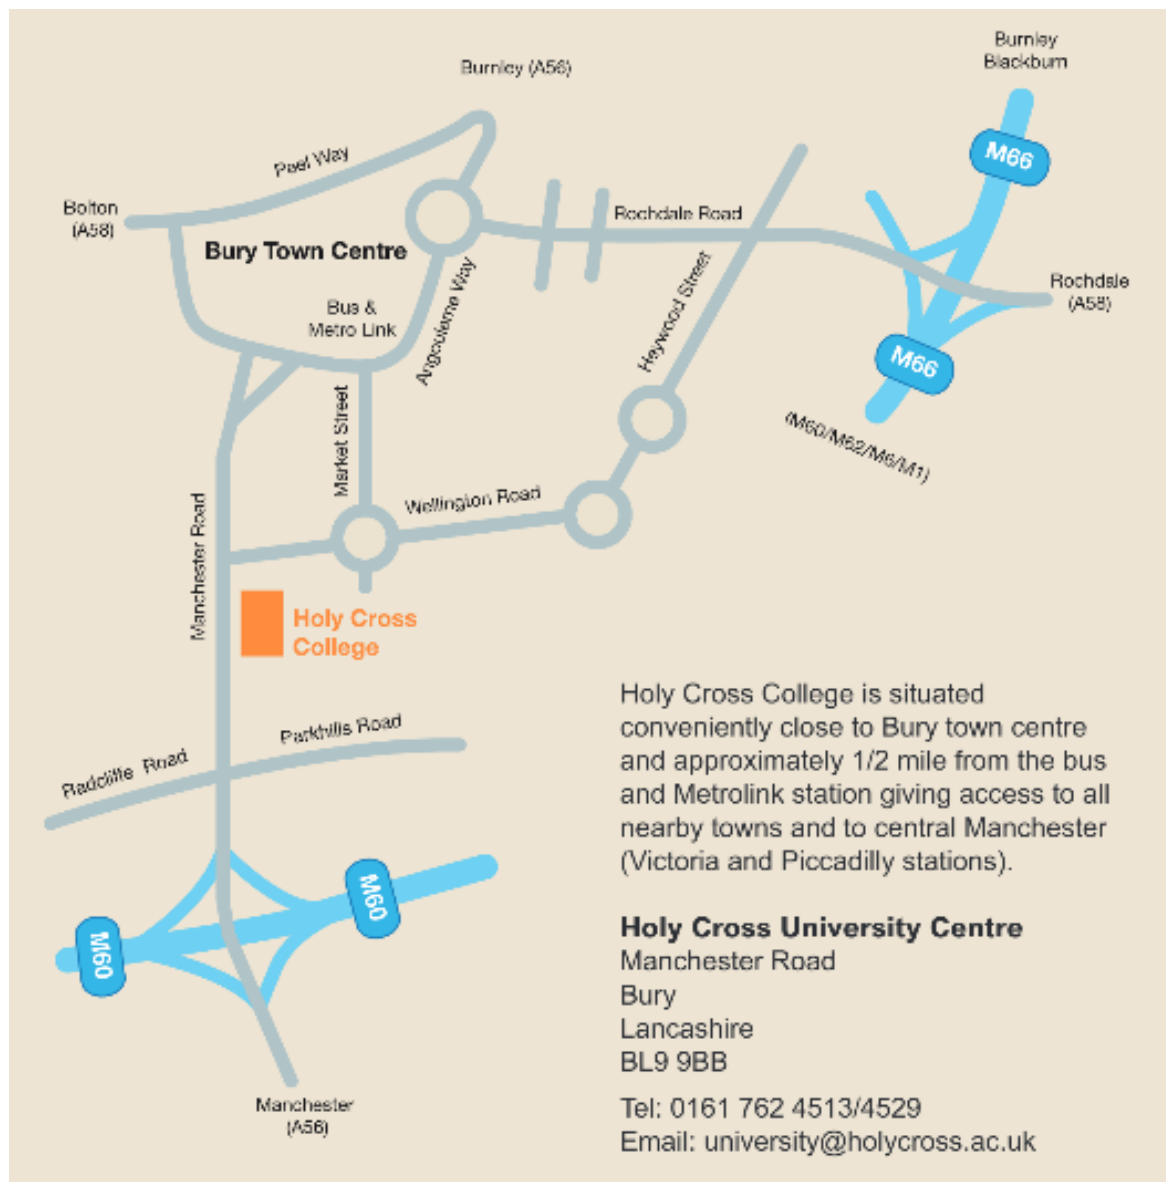 Burnley
Blackburn
Burnley (A56)
M66
Peel Way
Bolton
(A58)
Rochdale Road
Bury Town Centre
Rochdale
(A58)
Bus &
Metro Link
Angouleme Way
Heywood Street
M66
Market Street
(M60/M62/M6/M1)
Wellington Road
Manchester Road
Holy Cross
College
Parkhills Road
Radcliffe Road
M60
M60
Manchester
(A56)
Holy Cross College is situated
conveniently close to Bury town centre
and approximately 1/2 mile from the bus
and Metrolink station giving access to all
nearby towns and to central Manchester
(Victoria and Piccadilly stations).
Holy Cross University Centre
Manchester Road
Bury
Lancashire
BL9 9BB
Tel: 0161 762 4513/4529
Email: university@holycross.ac.uk